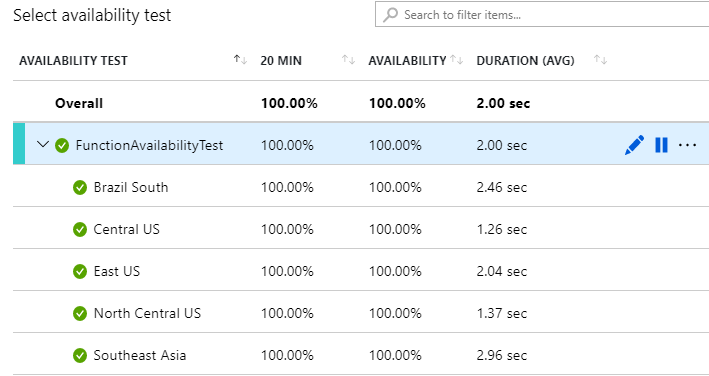 Select availability test
Search to filter items...
AVAILABILITY TEST 20 MIN AVAILABILITY DURATION (AVG)
Overall 100.00% 100.00% 2.00 sec
FunctionAvailabilityTest 100.00% 100.00% 2.00 sec
Brazil South 100.00% 100.00% 2.46 sec
Central US 100.00% 100.00% 1.26 sec
East US 100.00% 100.00% 2.04 sec
North Central US 100.00% 100.00% 1.37 sec
Southeast Asia 100.00% 100.00% 2.96 sec